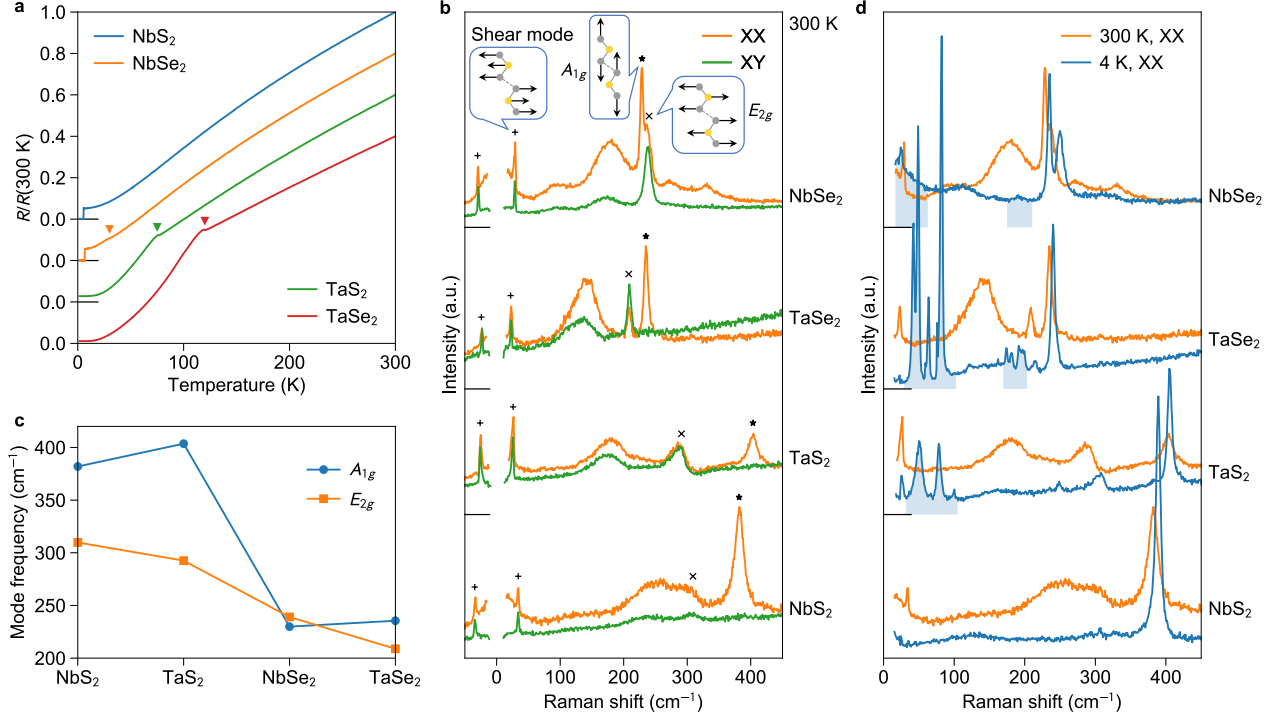 a
1.0
0.8
0.6
0.4
0.2
0.0
0.0
0.0
R/R(300 K)
NbS2
NbSe2
TaS2
TaSe2
0 100 200 300
Temperature (K)
b
300 K
Shear mode
A1g
E2g
XX
XY
+ + ★ ×
NbSe2
+ + × ★
TaSe2
+ + × ★
TaS2
+ + × ★
NbS2
Intensity (a.u.)
0 100 200 300 400
Raman shift (cm−1)
c
400
350
300
250
200
Mode frequency (cm−1)
A1g
E2g
NbS2 TaS2 NbSe2 TaSe2
d
300 K, XX
4 K, XX
NbSe2
TaSe2
TaS2
NbS2
Intensity (a.u.)
0 100 200 300 400
Raman shift (cm−1)